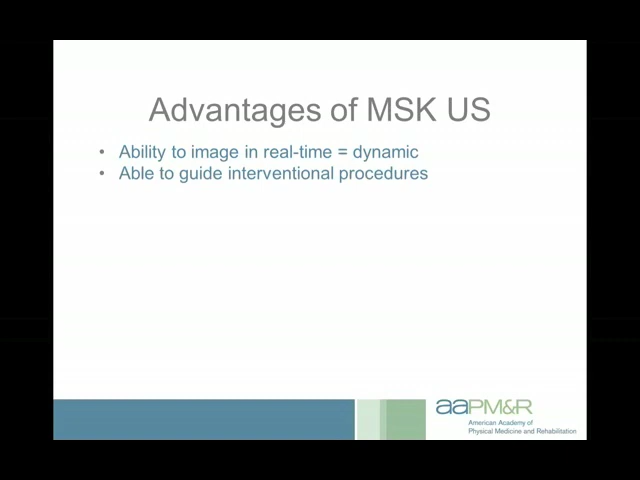 Advantages of MSK US
• Ability to image in real-time = dynamic
• Able to guide interventional procedures
aaPM&R
American Academy of
Physical Medicine and Rehabilitation